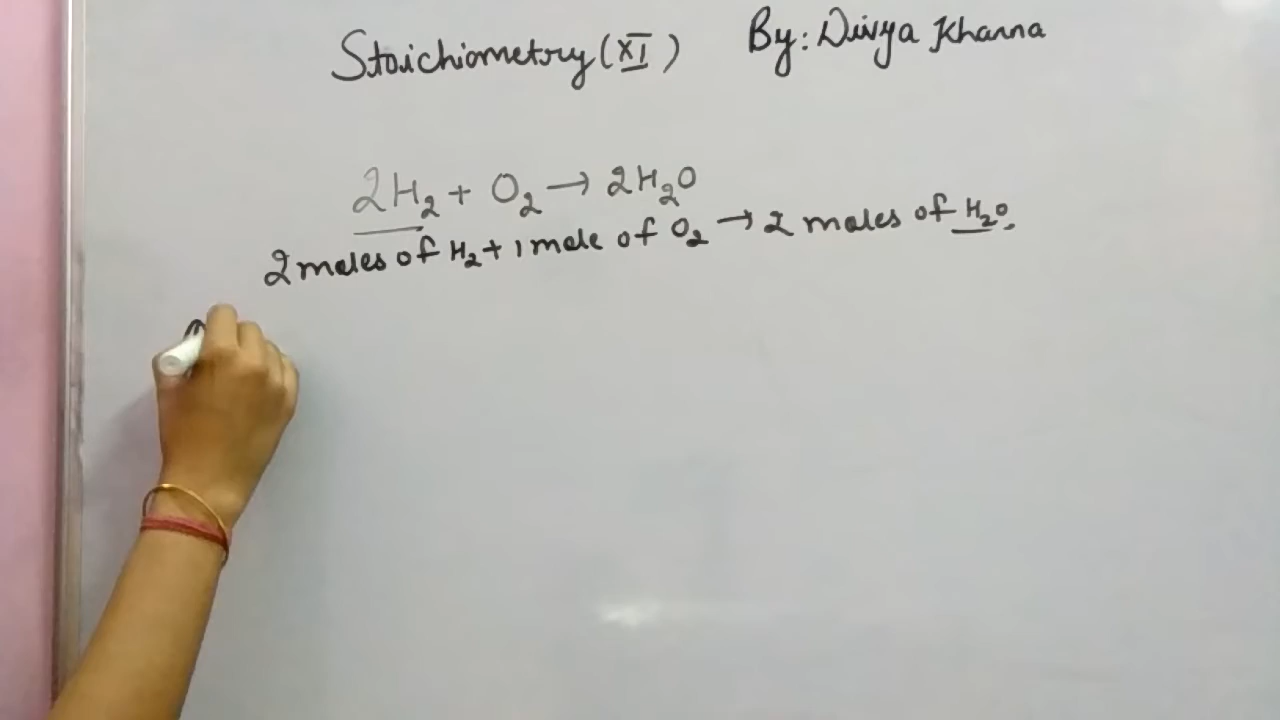 Stoichiometry (XI) By: Divya Khanna
2H₂ + O₂ → 2H₂O
2 moles of H₂ + 1 mole of O₂ → 2 moles of H₂O.